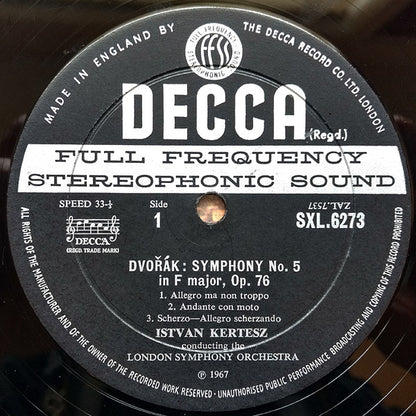 MADE IN ENGLAND BY THE DECCA RECORD CO. LTD. LONDON
FULL FREQUENCY
ffss
STEREOPHONIC SOUND
DECCA
(Regd.)
FULL FREQUENCY
STEREOPHONIC SOUND
SPEED 33⅓
Side
1
ZAL.7537
SXL.6273
DECCA
(REGD. TRADE MARK)
DVOŘÁK: SYMPHONY No. 5
in F major, Op. 76
1. Allegro ma non troppo
2. Andante con moto
3. Scherzo—Allegro scherzando
ISTVAN KERTESZ
conducting the
LONDON SYMPHONY ORCHESTRA
℗ 1967
ALL RIGHTS OF THE MANUFACTURER AND OF THE OWNER OF THE RECORDED WORK RESERVED · UNAUTHORISED PUBLIC PERFORMANCE BROADCASTING AND COPYING OF THIS RECORD PROHIBITED